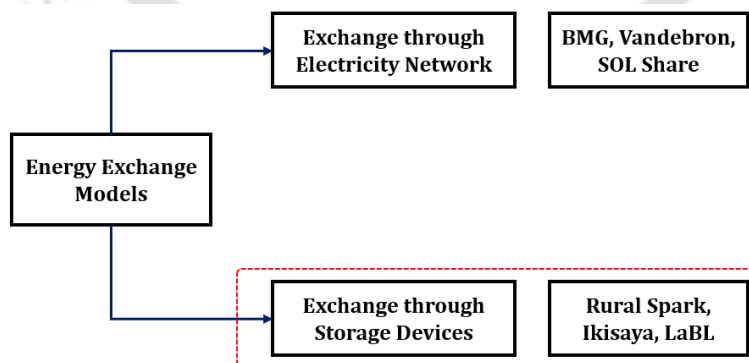 Exchange through
Electricity Network
BMG, Vandebron,
SOL Share
Energy Exchange
Models
Exchange through
Storage Devices
Rural Spark,
Ikisaya, LaBL